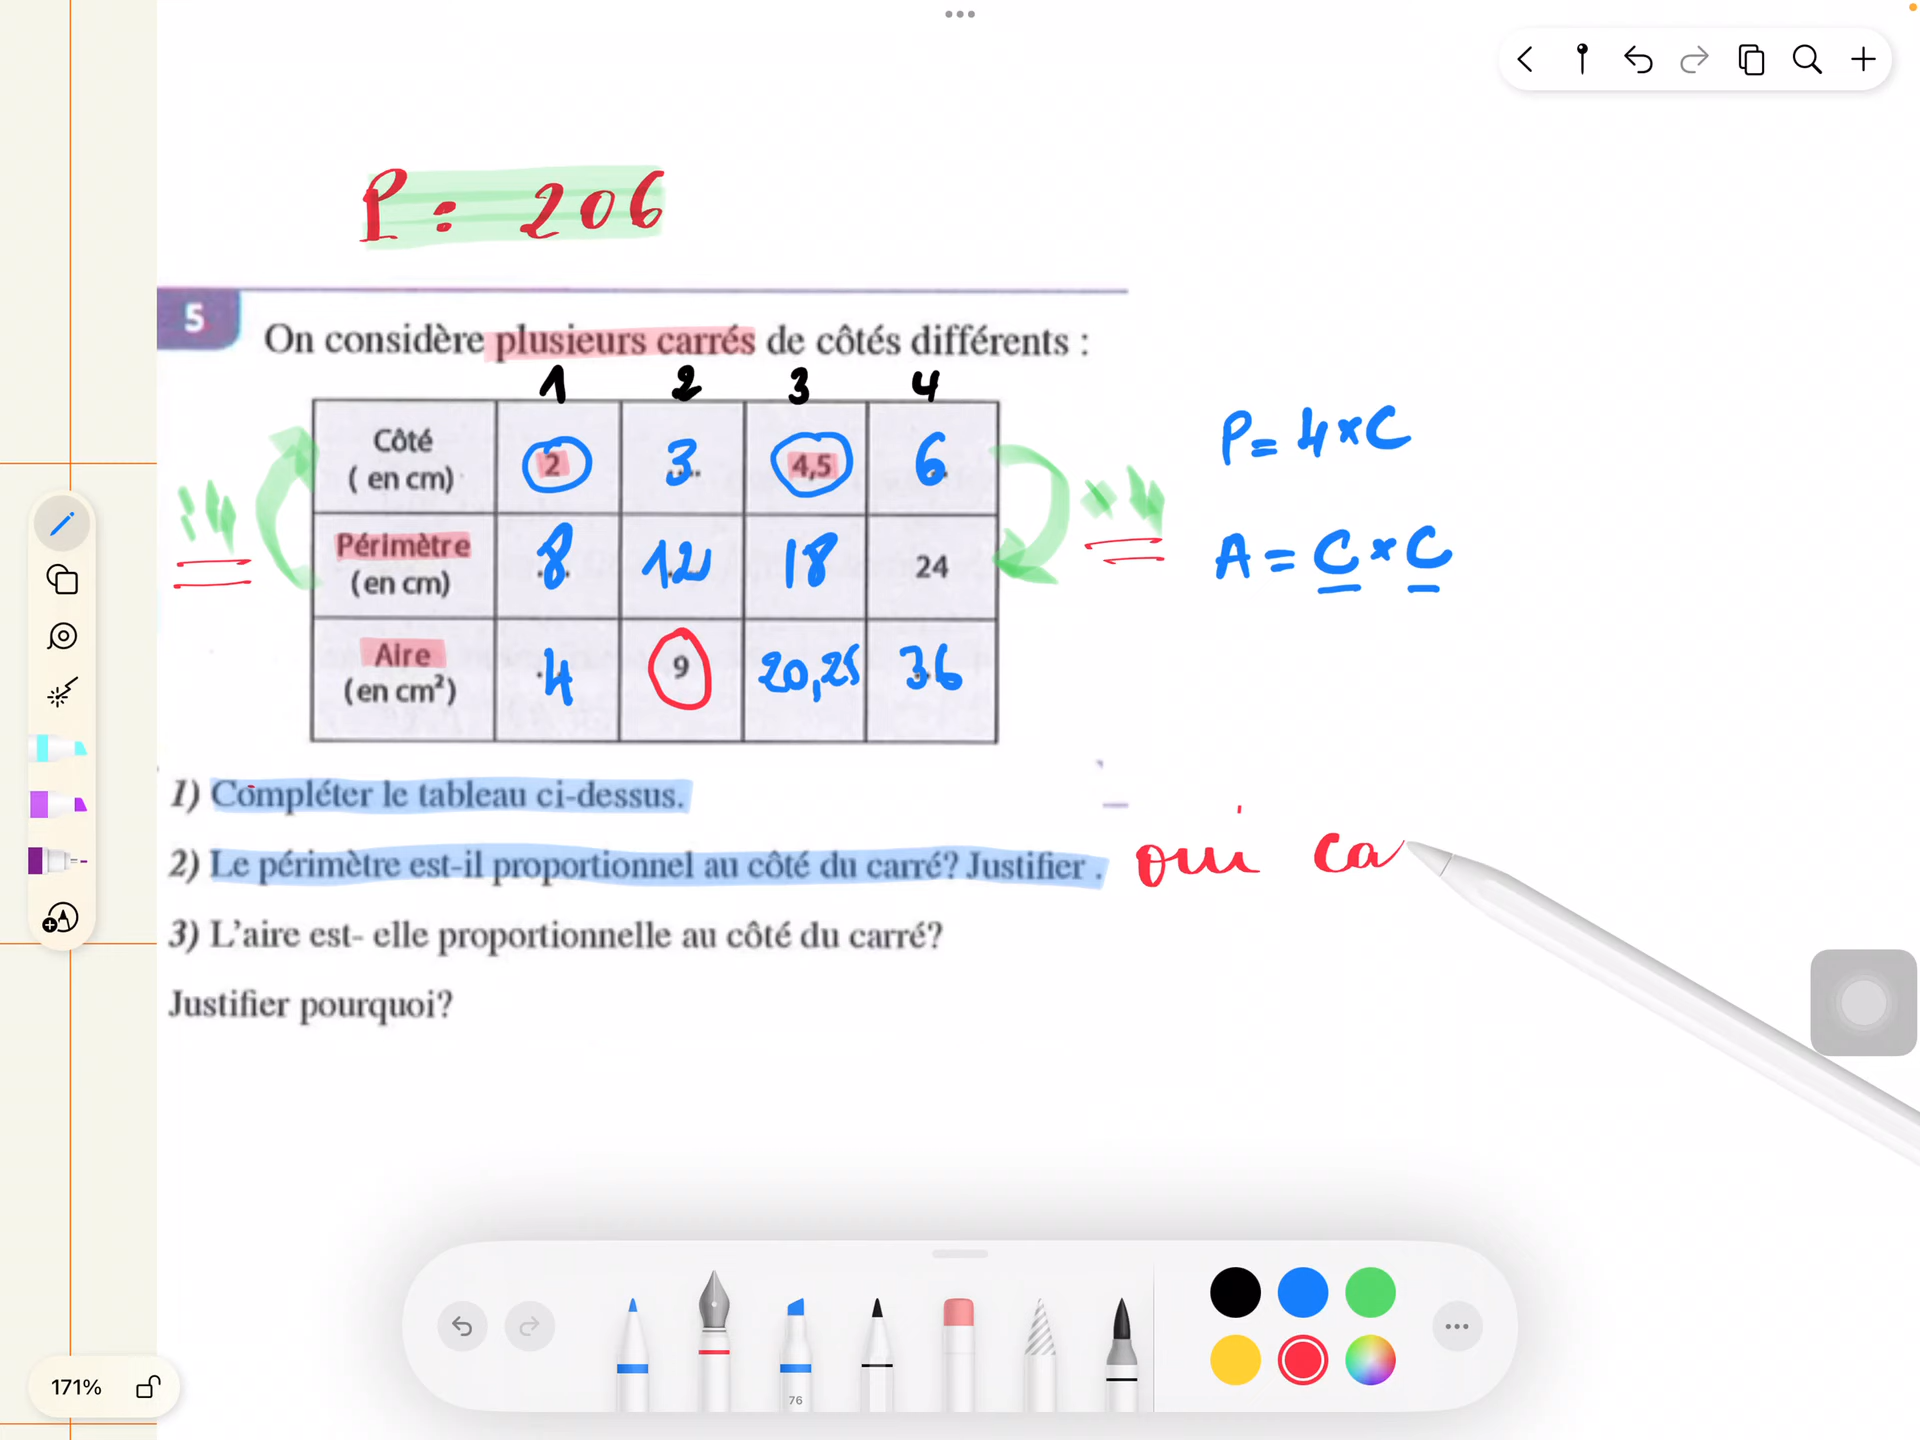 P : 206
5
On considère plusieurs carrés de côtés différents :
1 2 3 4
Côté
( en cm) 2 3 4,5 6
Périmètre
(en cm) 8 12 18 24
Aire
(en cm²) 4 9 20,25 36
:4
×4
P = 4×C
A = C × C
1) Compléter le tableau ci-dessus.
2) Le périmètre est-il proportionnel au côté du carré? Justifier . oui ca
3) L'aire est- elle proportionnelle au côté du carré?
Justifier pourquoi?
76
171%